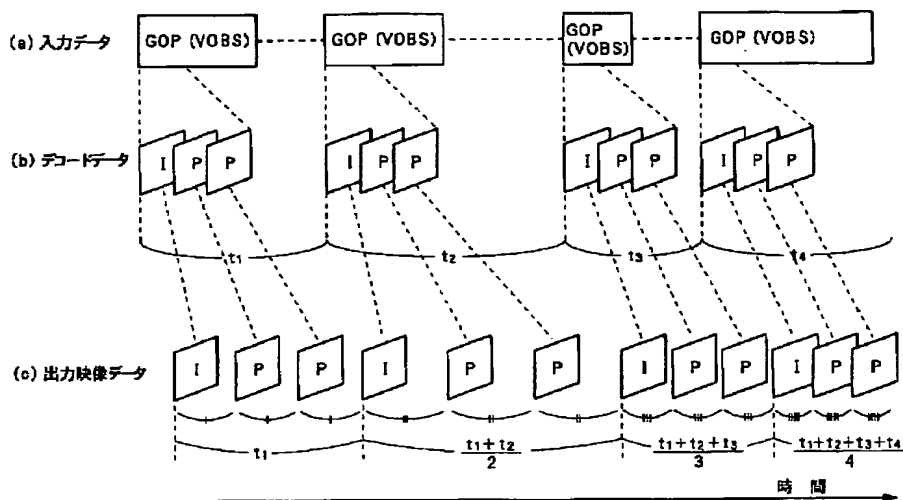 (a) 入力データ
GOP (VOBS)
GOP (VOBS)
GOP
(VOBS)
GOP (VOBS)
(b) デコードデータ
I P P
I P P
I P P
I P P
t1
t2
t3
t4
(c) 出力映像データ
I P P
I P P
I P P
I P P
t1
t1 + t2
2
t1 + t2 + t3
3
t1 + t2 + t3 + t4
4
時間